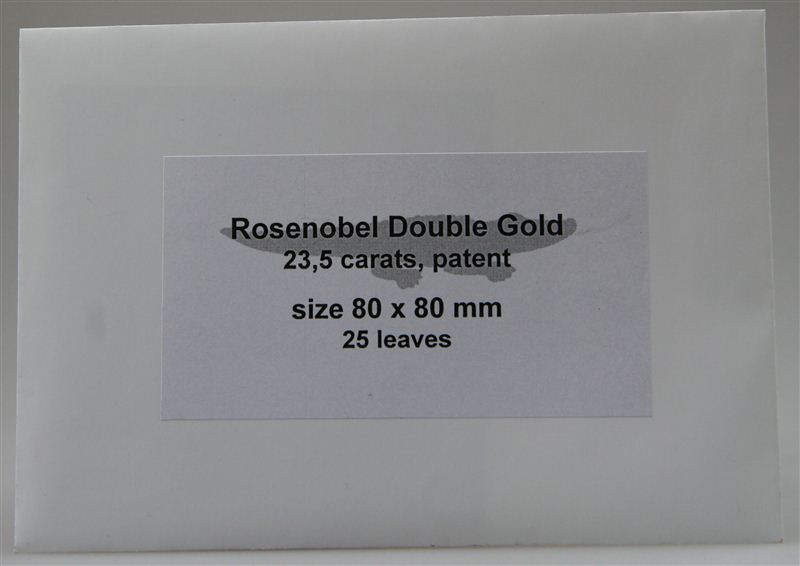 Rosenobel Double Gold
23,5 carats, patent
size 80 x 80 mm
25 leaves